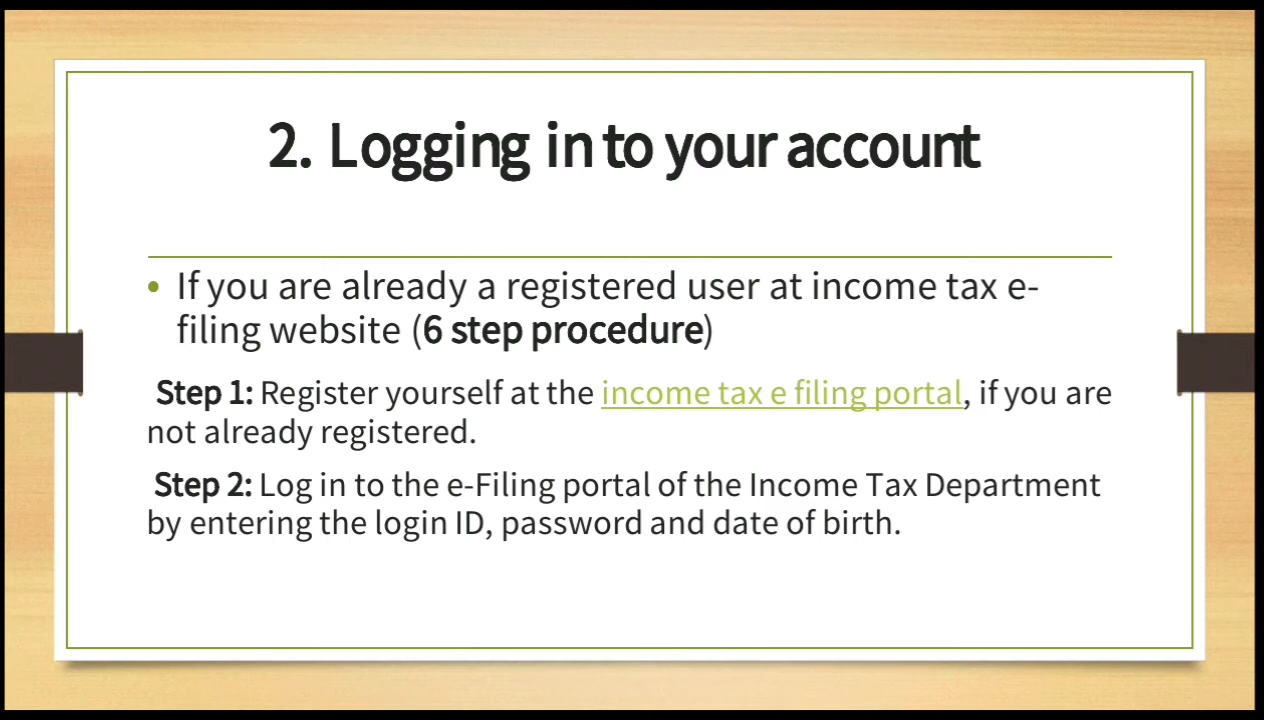 2. Logging in to your account
• If you are already a registered user at income tax e-
filing website (6 step procedure)
Step 1: Register yourself at the income tax e filing portal, if you are
not already registered.
Step 2: Log in to the e-Filing portal of the Income Tax Department
by entering the login ID, password and date of birth.